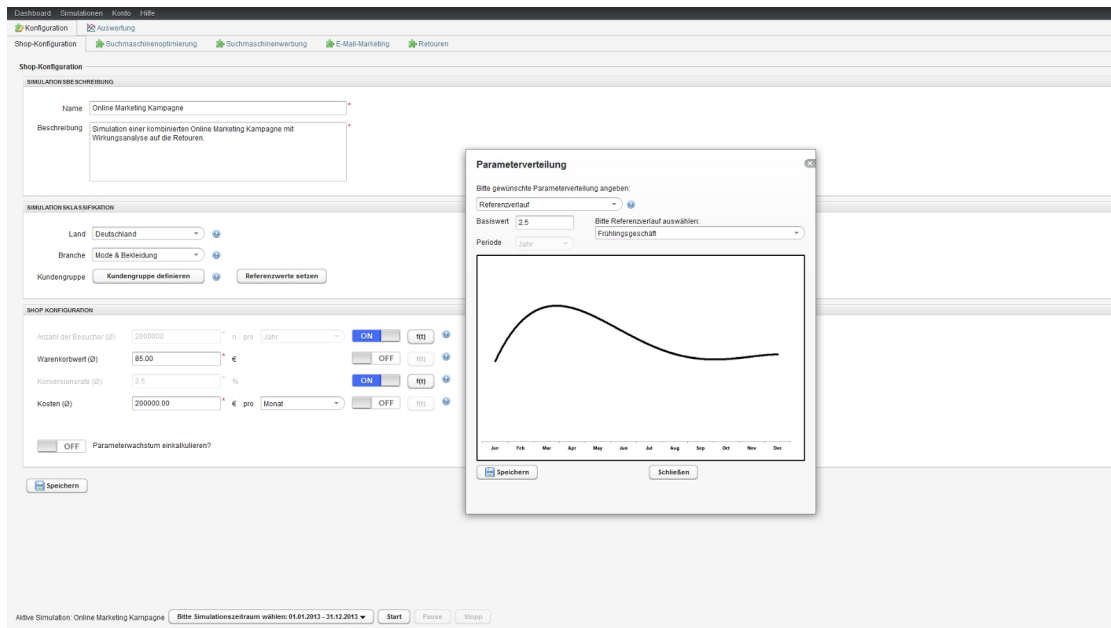 Dashboard Simulationen Konto Hilfe
Konfiguration Auswertung
Shop-Konfiguration Suchmaschinenoptimierung Suchmaschinenwerbung E-Mail-Marketing Retouren
Shop-Konfiguration
SIMULATIONSBESCHREIBUNG
Name Online Marketing Kampagne *
Beschreibung Simulation einer kombinierten Online Marketing Kampagne mit *
Wirkungsanalyse auf die Retouren.
SIMULATIONSKLASSIFIKATION
Land Deutschland
Branche Mode & Bekleidung
Kundengruppe Kundengruppe definieren Referenzwerte setzen
SHOP KONFIGURATION
Anzahl der Besucher (Ø) 2000000 * n pro Jahr ON f(t)
Warenkorbwert (Ø) 85.00 * € OFF f(t)
Konversionsrate (Ø) 2.5 * % ON f(t)
Kosten (Ø) 200000.00 * € pro Monat OFF f(t)
OFF Parameterwachstum einkalkulieren?
Speichern
Parameterverteilung
Bitte gewünschte Parameterverteilung angeben:
Referenzverlauf
Basiswert 2.5 Bitte Referenzverlauf auswählen:
Frühlingsgeschäft
Periode Jahr
Jan Feb Mar Apr May Jun Jul Aug Sep Oct Nov Dec
Speichern Schließen
Aktive Simulation: Online Marketing Kampagne Bitte Simulationszeitraum wählen: 01.01.2013 - 31.12.2013 Start Pause Stopp